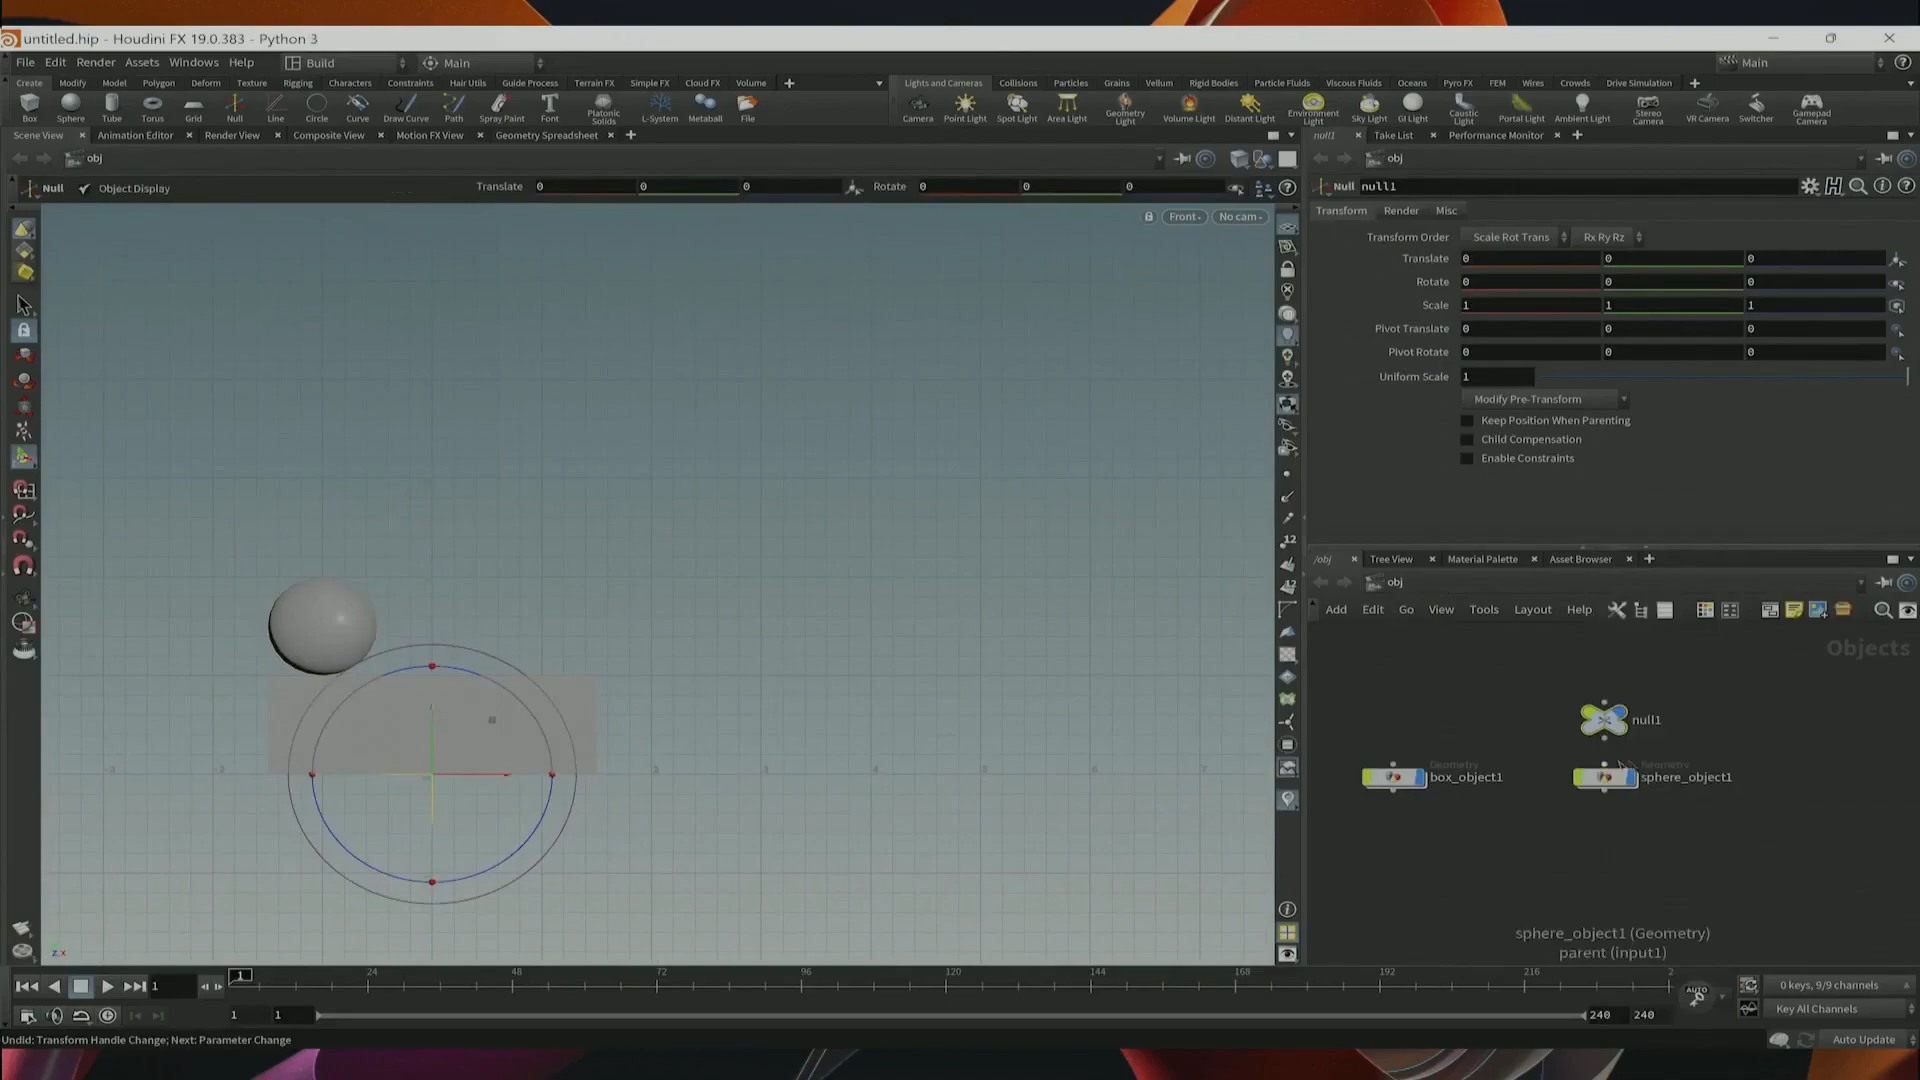 untitled.hip - Houdini FX 19.0.383 - Python 3
File Edit Render Assets Windows Help Build Main Main
Create Modify Model Polygon Deform Texture Rigging Characters Constraints Hair Utils Guide Process Terrain FX Simple FX Cloud FX Volume
Lights and Cameras Collisions Particles Grains Vellum Rigid Bodies Particle Fluids Viscous Fluids Oceans Pyro FX FEM Wires Crowds Drive Simulation
Box Sphere Tube Torus Grid Null Line Circle Curve Draw Curve Path Spray Paint Font Platonic Solids L-System Metaball File
Camera Point Light Spot Light Area Light Geometry Light Volume Light Distant Light Environment Light Sky Light GI Light Caustic Light Portal Light Ambient Light Stereo Camera VR Camera Switcher Gamepad Camera
Scene View Animation Editor Render View Composite View Motion FX View Geometry Spreadsheet
null1 Take List Performance Monitor
obj
obj
Null Object Display Translate 0 0 0 Rotate 0 0 0
Null null1
Front No cam
Transform Render Misc
Transform Order Scale Rot Trans Rx Ry Rz
Translate 0 0 0
Rotate 0 0 0
Scale 1 1 1
Pivot Translate 0 0 0
Pivot Rotate 0 0 0
Uniform Scale 1
Modify Pre-Transform
Keep Position When Parenting
Child Compensation
Enable Constraints
/obj Tree View Material Palette Asset Browser
obj
Add Edit Go View Tools Layout Help
Objects
null1
Geometry
box_object1
Geometry
sphere_object1
sphere_object1 (Geometry)
parent (input1)
1 1 24 48 72 96 120 144 168 192 216 2
0 keys, 9/9 channels
1 1 240 240
AUTO
Key All Channels
Undid: Transform Handle Change; Next: Parameter Change
Auto Update